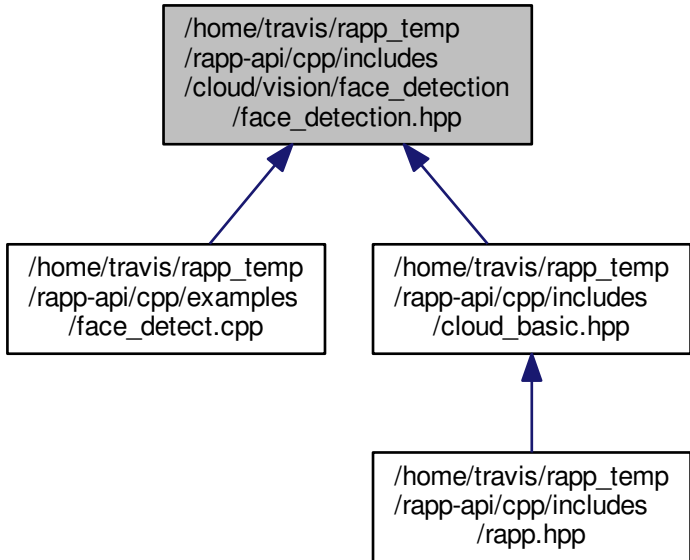 /home/travis/rapp_temp
/rapp-api/cpp/includes
/cloud/vision/face_detection
/face_detection.hpp
/home/travis/rapp_temp
/rapp-api/cpp/examples
/face_detect.cpp
/home/travis/rapp_temp
/rapp-api/cpp/includes
/cloud_basic.hpp
/home/travis/rapp_temp
/rapp-api/cpp/includes
/rapp.hpp